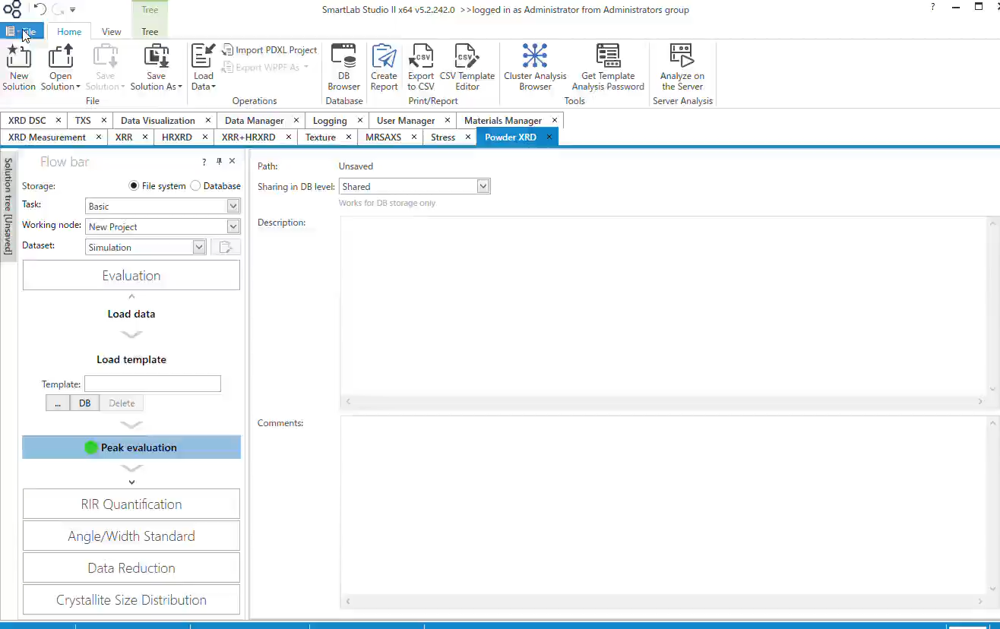 Tree
SmartLab Studio II x64 v5.2.242.0 >>logged in as Administrator from Administrators group
?
File Home View Tree
New Solution
Open Solution
Save Solution
Save Solution As
File
Load Data
Import PDXL Project
Export WRPF As
Operations
DB Browser
Database
Create Report
Export to CSV
CSV Template Editor
Print/Report
Cluster Analysis Browser
Get Template Analysis Password
Tools
Analyze on the Server
Server Analysis
XRD DSC × TXS × Data Visualization × Data Manager × Logging × User Manager × Materials Manager ×
XRD Measurement × XRR × HRXRD × XRR+HRXRD × Texture × MRSAXS × Stress × Powder XRD ×
Solution tree [Unsaved]
Flow bar ?
Storage: File system Database
Task: Basic
Working node: New Project
Dataset: Simulation
Evaluation
Load data
Load template
Template:
... DB Delete
Peak evaluation
RIR Quantification
Angle/Width Standard
Data Reduction
Crystallite Size Distribution
Path: Unsaved
Sharing in DB level: Shared
Works for DB storage only
Description:
Comments: